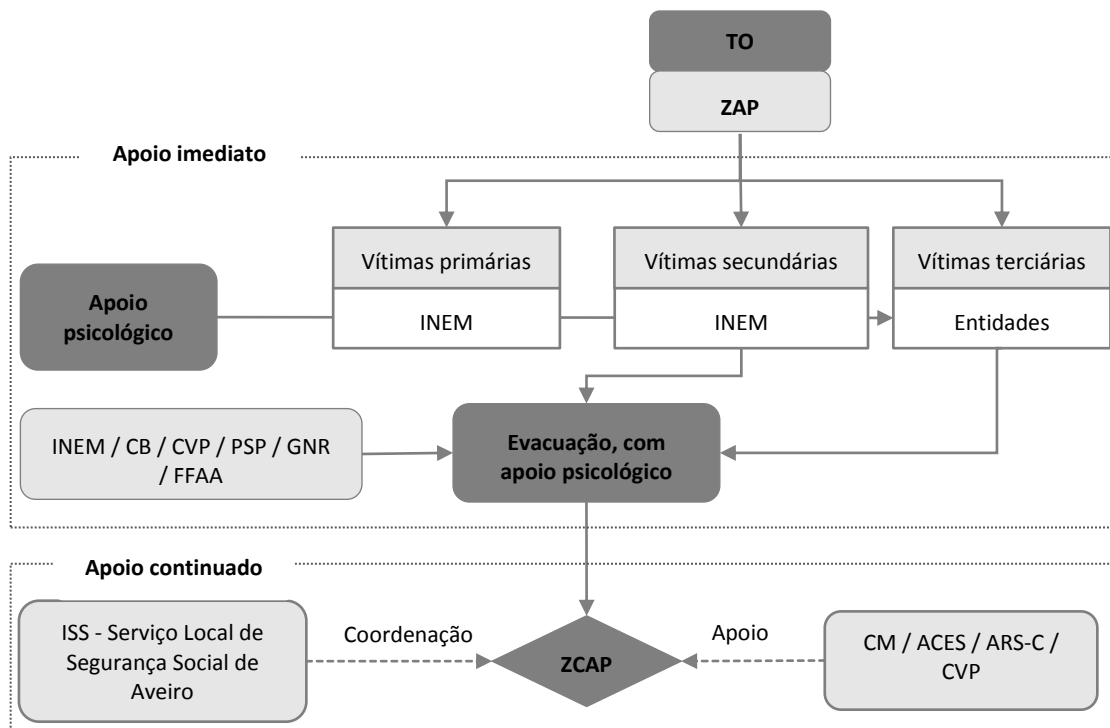 TO
ZAP
Apoio imediato
Vítimas primárias
INEM
Vítimas secundárias
INEM
Vítimas terciárias
Entidades
Apoio
psicológico
INEM / CB / CVP / PSP / GNR
/ FFAA
Evacuação, com
apoio psicológico
Apoio continuado
ISS - Serviço Local de
Segurança Social de
Aveiro
Coordenação
ZCAP
Apoio
CM / ACES / ARS-C /
CVP